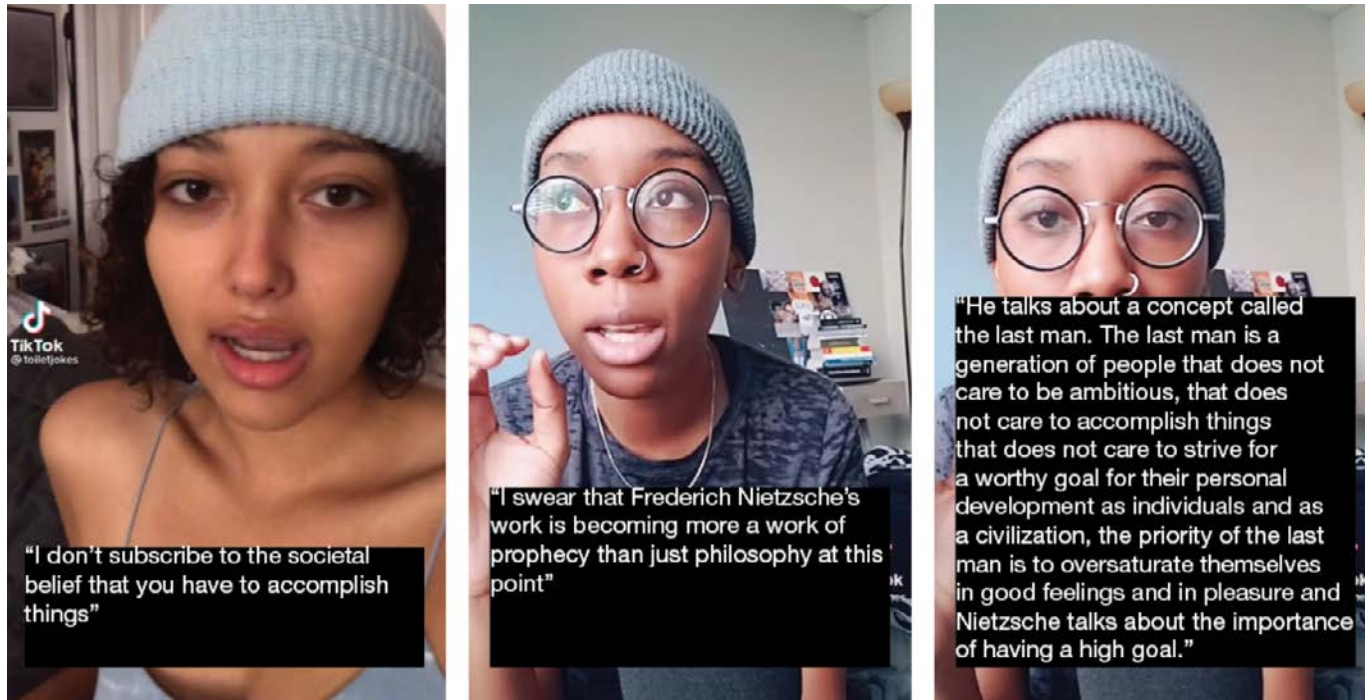 TikTok
@toiletjokes
“I don’t subscribe to the societal
belief that you have to accomplish
things”
“I swear that Frederich Nietzsche’s
work is becoming more a work of
prophecy than just philosophy at this
point”
ok
“He talks about a concept called
the last man. The last man is a
generation of people that does not
care to be ambitious, that does
not care to accomplish things
that does not care to strive for
a worthy goal for their personal
development as individuals and as
a civilization, the priority of the last
man is to oversaturate themselves
in good feelings and in pleasure and
Nietzsche talks about the importance
of having a high goal.”